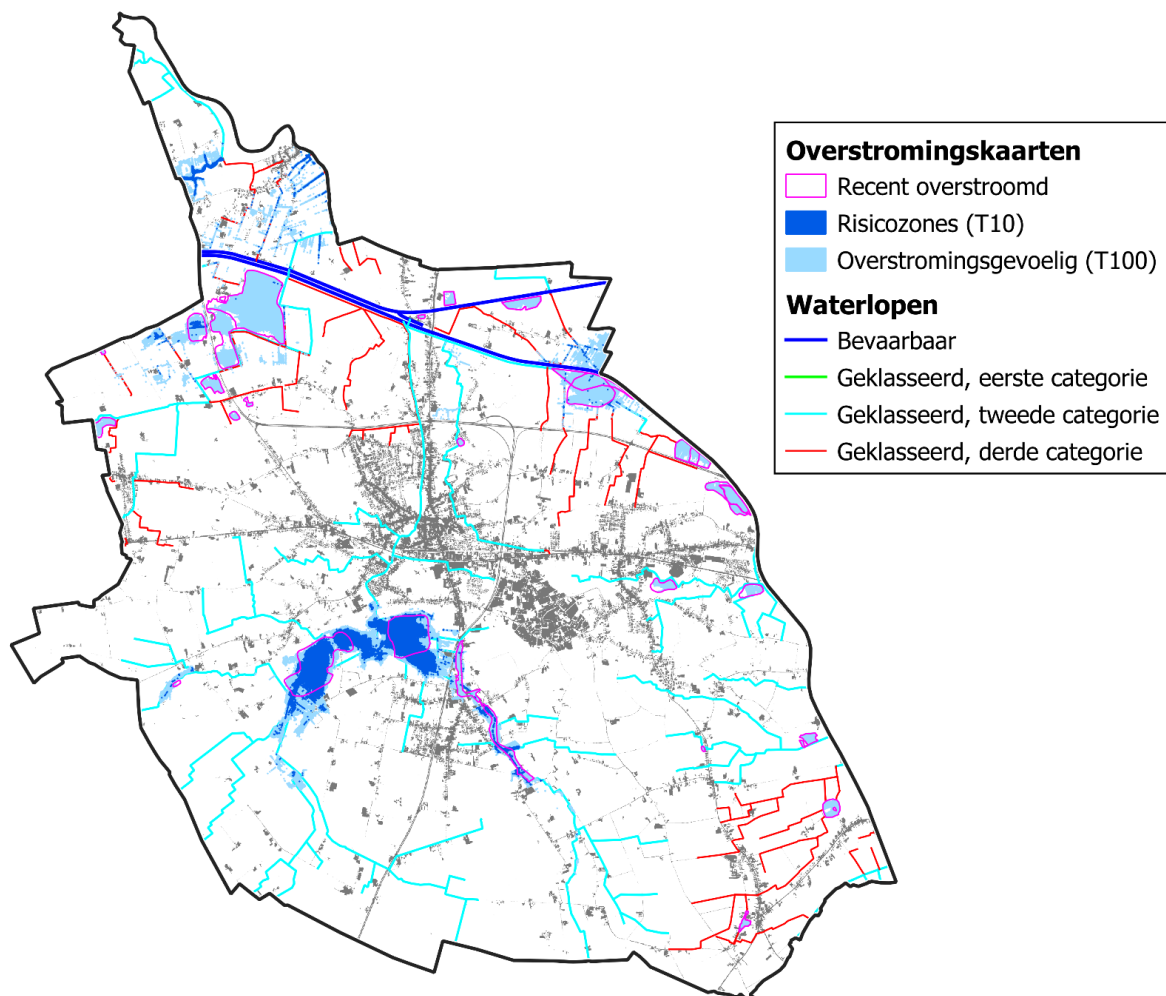 Overstromingskaarten
Recent overstroomd
Risicozones (T10)
Overstromingsgevoelig (T100)
Waterlopen
Bevaarbaar
Geklasseerd, eerste categorie
Geklasseerd, tweede categorie
Geklasseerd, derde categorie